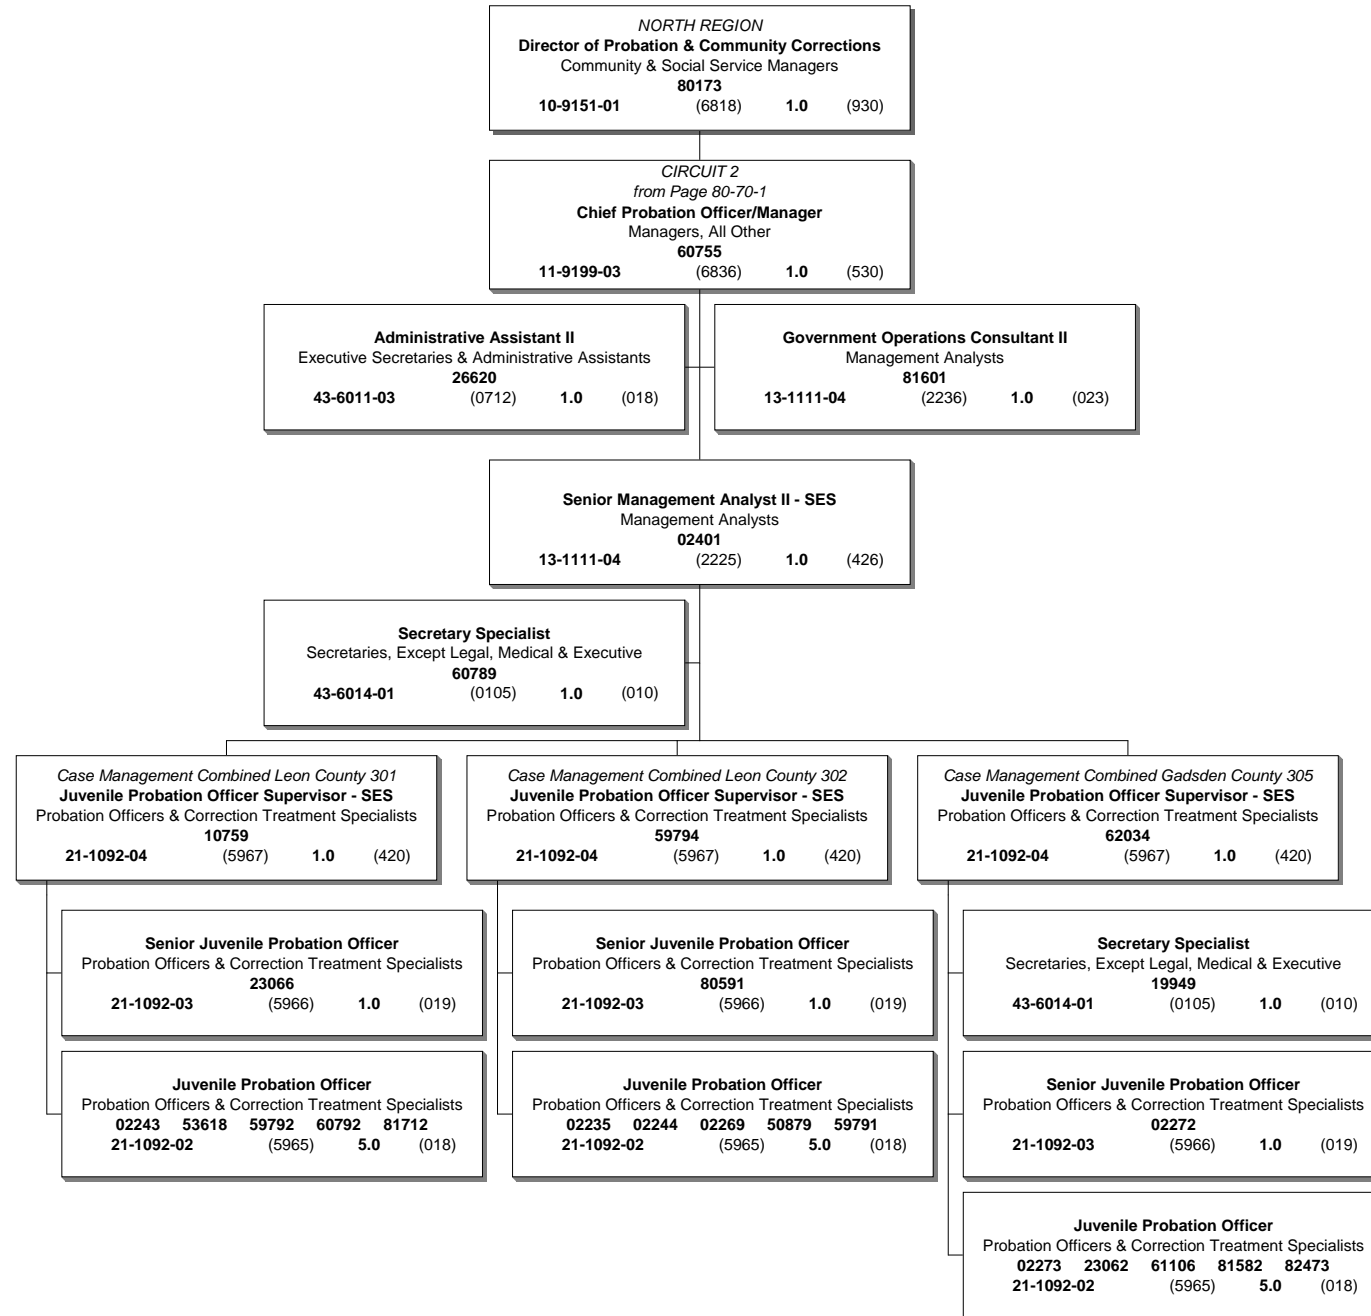 NORTH REGION
Director of Probation & Community Corrections
Community & Social Service Managers
80173
10-9151-01 (6818) 1.0 (930)
CIRCUIT 2
from Page 80-70-1
Chief Probation Officer/Manager
Managers, All Other
60755
11-9199-03 (6836) 1.0 (530)
Administrative Assistant II
Executive Secretaries & Administrative Assistants
26620
43-6011-03 (0712) 1.0 (018)
Government Operations Consultant II
Management Analysts
81601
13-1111-04 (2236) 1.0 (023)
Senior Management Analyst II - SES
Management Analysts
02401
13-1111-04 (2225) 1.0 (426)
Secretary Specialist
Secretaries, Except Legal, Medical & Executive
60789
43-6014-01 (0105) 1.0 (010)
Case Management Combined Leon County 301
Juvenile Probation Officer Supervisor - SES
Probation Officers & Correction Treatment Specialists
10759
21-1092-04 (5967) 1.0 (420)
Senior Juvenile Probation Officer
Probation Officers & Correction Treatment Specialists
23066
21-1092-03 (5966) 1.0 (019)
Juvenile Probation Officer
Probation Officers & Correction Treatment Specialists
02243 53618 59792 60792 81712
21-1092-02 (5965) 5.0 (018)
Case Management Combined Leon County 302
Juvenile Probation Officer Supervisor - SES
Probation Officers & Correction Treatment Specialists
59794
21-1092-04 (5967) 1.0 (420)
Senior Juvenile Probation Officer
Probation Officers & Correction Treatment Specialists
80591
21-1092-03 (5966) 1.0 (019)
Juvenile Probation Officer
Probation Officers & Correction Treatment Specialists
02235 02244 02269 50879 59791
21-1092-02 (5965) 5.0 (018)
Case Management Combined Gadsden County 305
Juvenile Probation Officer Supervisor - SES
Probation Officers & Correction Treatment Specialists
62034
21-1092-04 (5967) 1.0 (420)
Secretary Specialist
Secretaries, Except Legal, Medical & Executive
19949
43-6014-01 (0105) 1.0 (010)
Senior Juvenile Probation Officer
Probation Officers & Correction Treatment Specialists
02272
21-1092-03 (5966) 1.0 (019)
Juvenile Probation Officer
Probation Officers & Correction Treatment Specialists
02273 23062 61106 81582 82473
21-1092-02 (5965) 5.0 (018)